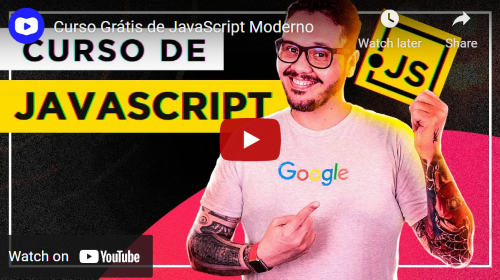 Curso Grátis de JavaScript Moderno
Watch later
Share
CURSO DE
JAVASCRIPT
JS
Google
Watch on YouTube